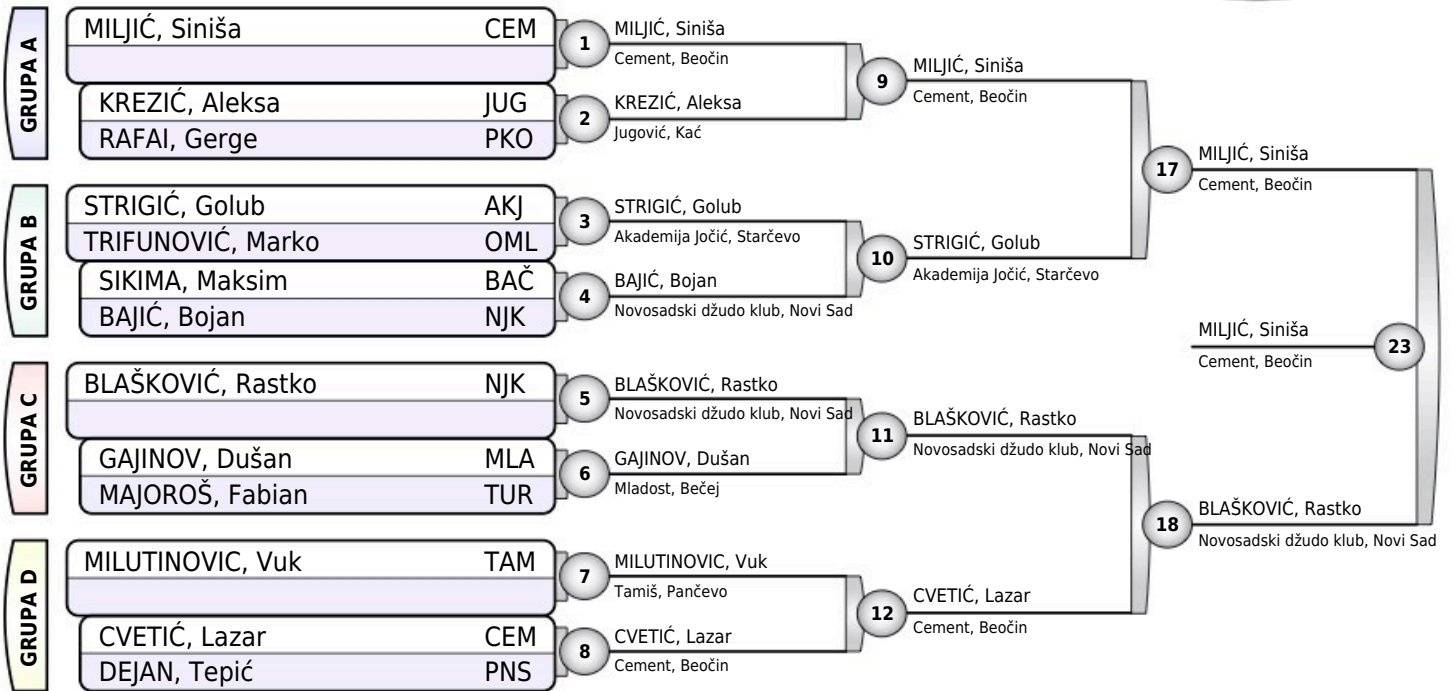 GRUPA A
MILJIĆ, Siniša CEM
KREZIĆ, Aleksa JUG
RAFAI, Gerge PKO
GRUPA B
STRIGIĆ, Golub AKJ
TRIFUNOVIĆ, Marko OML
SIKIMA, Maksim BAČ
BAJIĆ, Bojan NJK
GRUPA C
BLAŠKOVIĆ, Rastko NJK
GAJINOV, Dušan MLA
MAJOROŠ, Fabian TUR
GRUPA D
MILUTINOVIC, Vuk TAM
CVETIĆ, Lazar CEM
DEJAN, Tepić PNS
1
MILJIĆ, Siniša
Cement, Beočin
2
KREZIĆ, Aleksa
Jugović, Kać
3
STRIGIĆ, Golub
Akademija Jočić, Starčevo
4
BAJIĆ, Bojan
Novosadski džudo klub, Novi Sad
5
BLAŠKOVIĆ, Rastko
Novosadski džudo klub, Novi Sad
6
GAJINOV, Dušan
Mladost, Bečej
7
MILUTINOVIC, Vuk
Tamiš, Pančevo
8
CVETIĆ, Lazar
Cement, Beočin
9
MILJIĆ, Siniša
Cement, Beočin
10
STRIGIĆ, Golub
Akademija Jočić, Starčevo
11
BLAŠKOVIĆ, Rastko
Novosadski džudo klub, Novi Sad
12
CVETIĆ, Lazar
Cement, Beočin
17
MILJIĆ, Siniša
Cement, Beočin
18
BLAŠKOVIĆ, Rastko
Novosadski džudo klub, Novi Sad
23
MILJIĆ, Siniša
Cement, Beočin